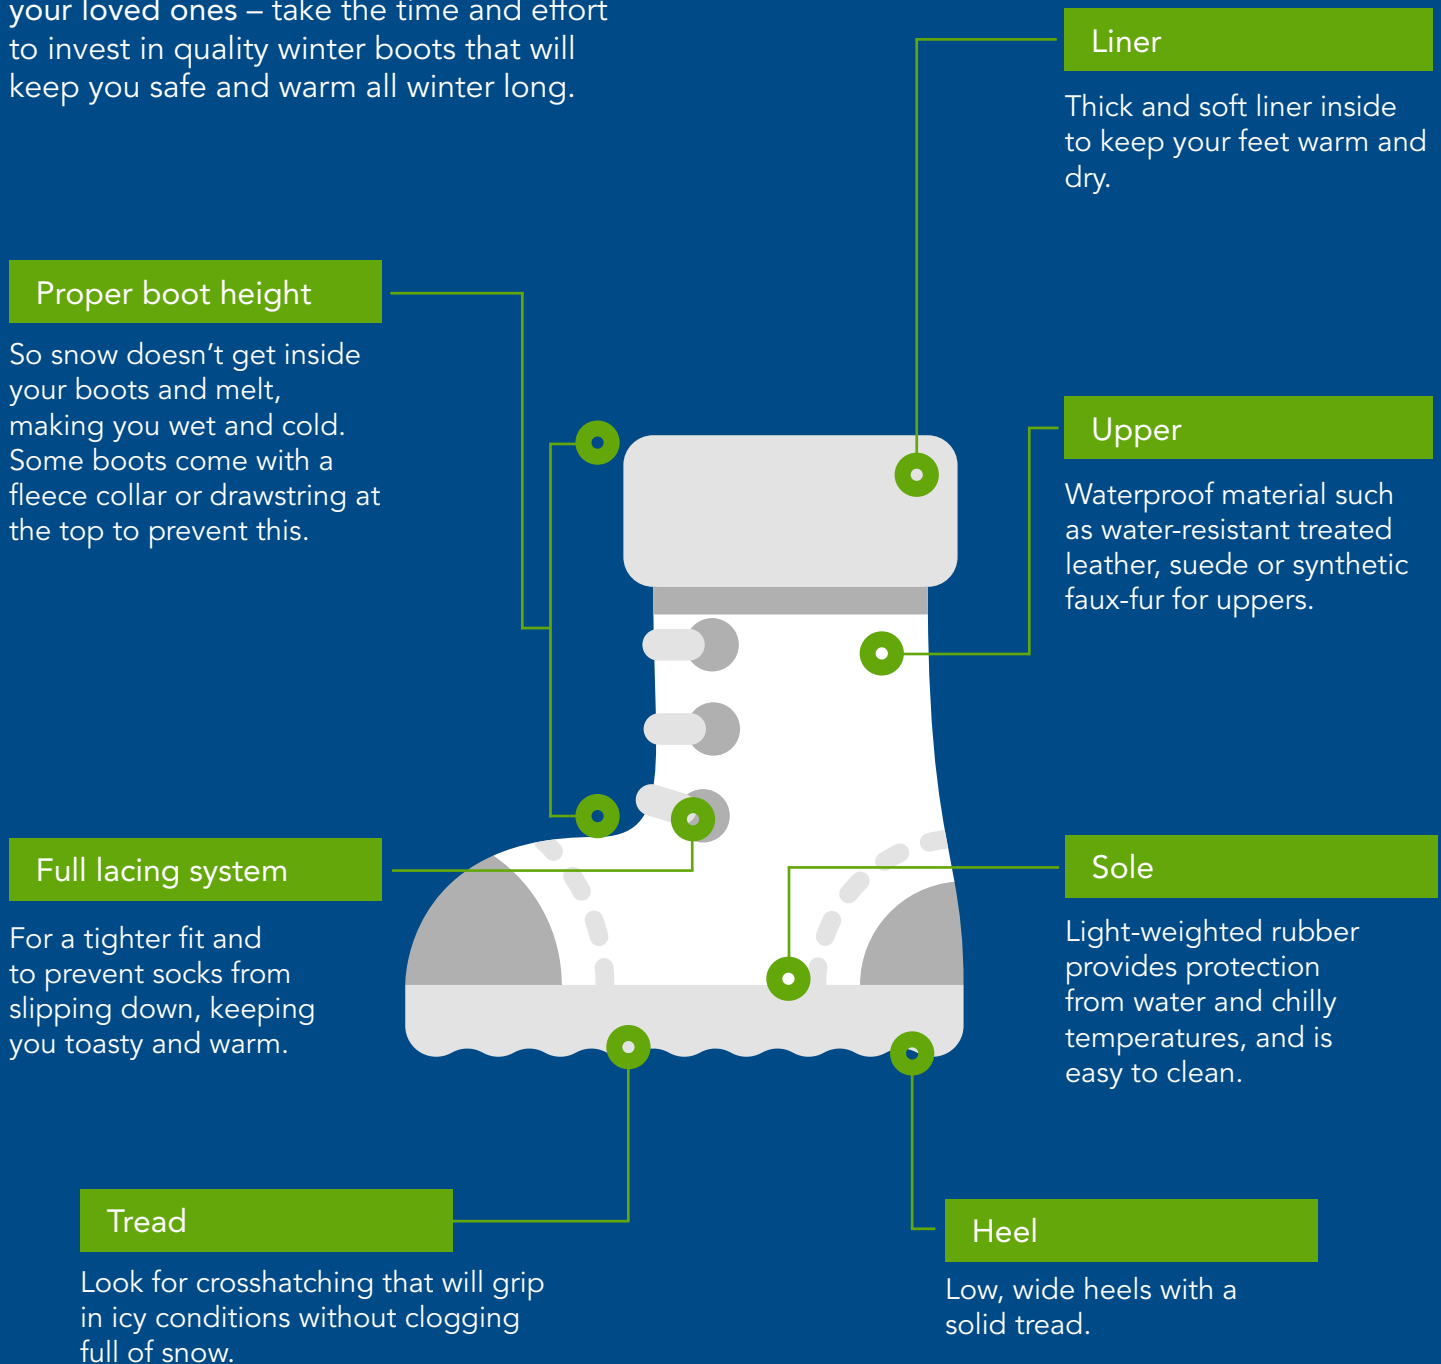 your loved ones – take the time and effort
to invest in quality winter boots that will
keep you safe and warm all winter long.
Liner
Thick and soft liner inside
to keep your feet warm and
dry.
Proper boot height
So snow doesn’t get inside
your boots and melt,
making you wet and cold.
Some boots come with a
fleece collar or drawstring at
the top to prevent this.
Upper
Waterproof material such
as water-resistant treated
leather, suede or synthetic
faux-fur for uppers.
Full lacing system
For a tighter fit and
to prevent socks from
slipping down, keeping
you toasty and warm.
Sole
Light-weighted rubber
provides protection
from water and chilly
temperatures, and is
easy to clean.
Tread
Look for crosshatching that will grip
in icy conditions without clogging
full of snow.
Heel
Low, wide heels with a
solid tread.